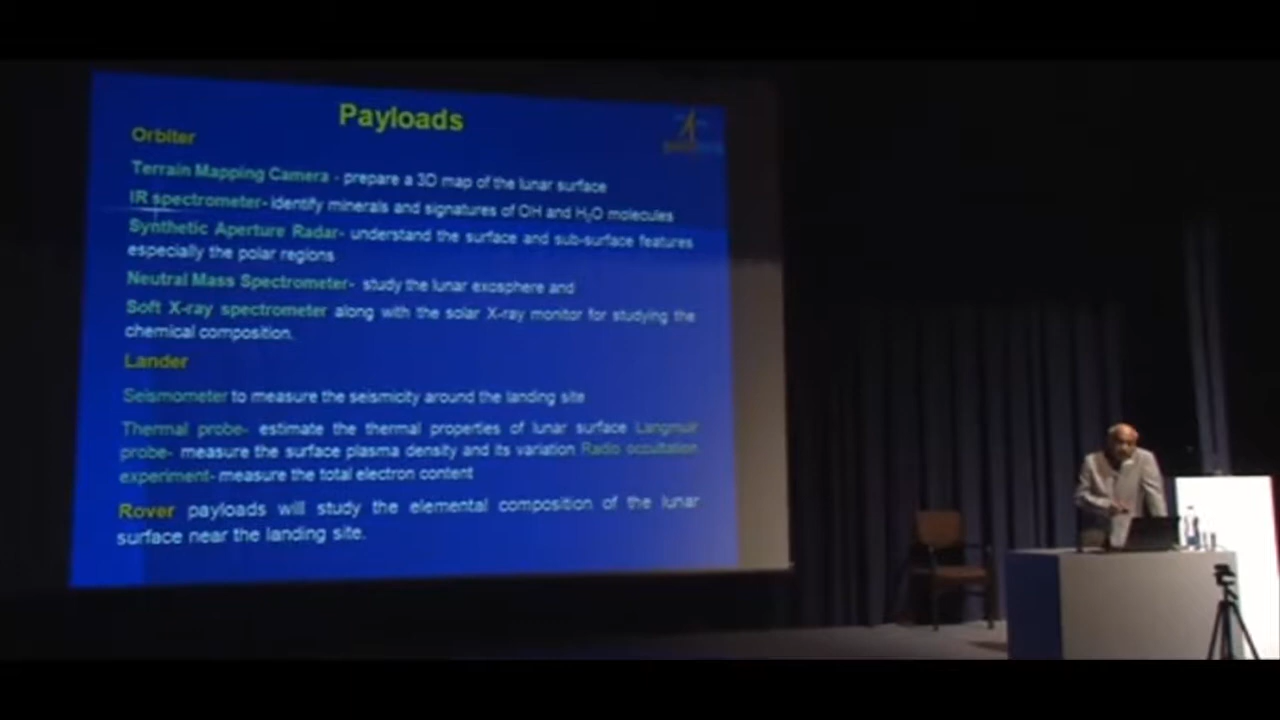 Payloads
Orbiter
Terrain Mapping Camera - prepare a 3D map of the lunar surface
IR spectrometer- identify minerals and signatures of OH and H₂O molecules
Synthetic Aperture Radar- understand the surface and sub-surface features
especially the polar regions
Neutral Mass Spectrometer- study the lunar exosphere and
Soft X-ray spectrometer along with the solar X-ray monitor for studying the
chemical composition.
Lander
Seismometer to measure the seismicity around the landing site
Thermal probe- estimate the thermal properties of lunar surface Langmuir
probe- measure the surface plasma density and its variation Radio occultation
experiment- measure the total electron content
Rover payloads will study the elemental composition of the lunar
surface near the landing site.